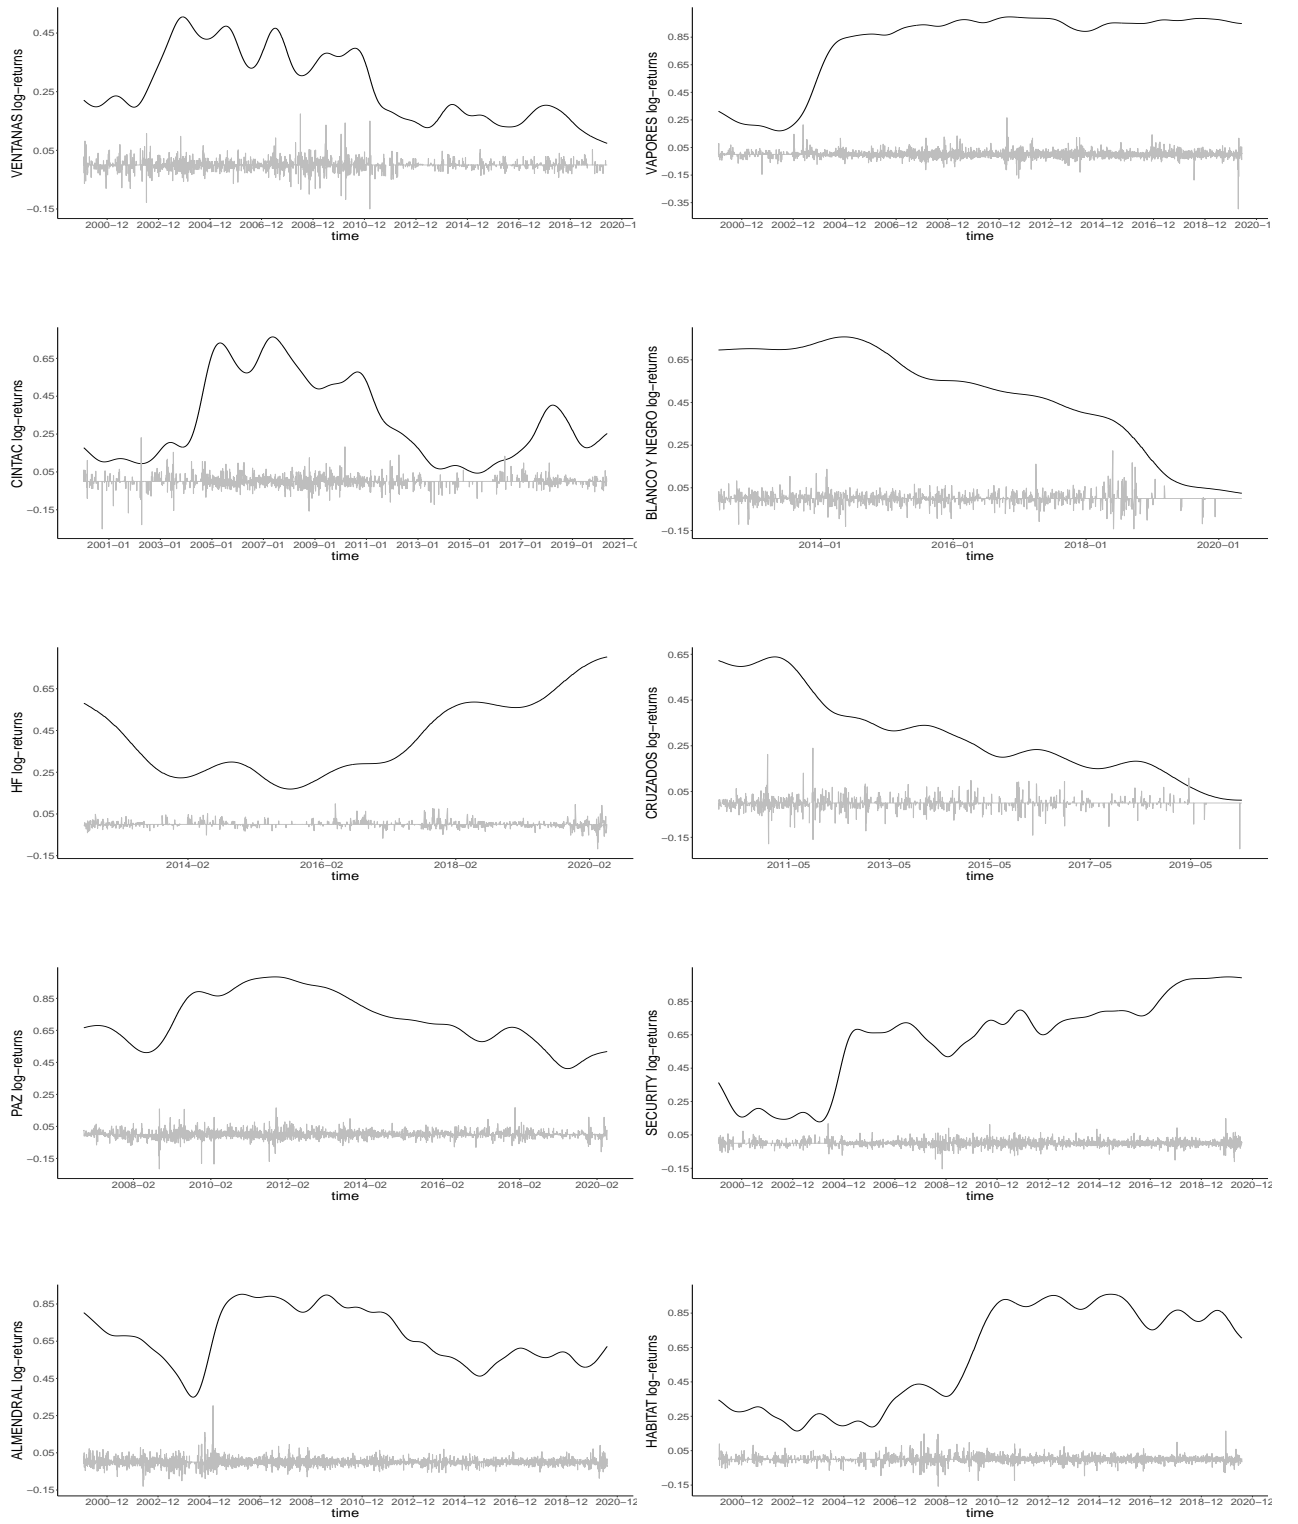 VENTANAS log−returns
0.45
0.25
0.05
−0.15
2000−12 2002−12 2004−12 2006−12 2008−12 2010−12 2012−12 2014−12 2016−12 2018−12 2020−1
time
VAPORES log−returns
0.85
0.65
0.45
0.25
0.05
−0.15
−0.35
2000−12 2002−12 2004−12 2006−12 2008−12 2010−12 2012−12 2014−12 2016−12 2018−12 2020−1
time
CINTAC log−returns
0.65
0.45
0.25
0.05
−0.15
2001−01 2003−01 2005−01 2007−01 2009−01 2011−01 2013−01 2015−01 2017−01 2019−01 2021−0
time
BLANCO Y NEGRO log−returns
0.65
0.45
0.25
0.05
−0.15
2014−01 2016−01 2018−01 2020−01
time
HF log−returns
0.65
0.45
0.25
0.05
−0.15
2014−02 2016−02 2018−02 2020−02
time
CRUZADOS log−returns
0.65
0.45
0.25
0.05
−0.15
2011−05 2013−05 2015−05 2017−05 2019−05
time
PAZ log−returns
0.85
0.65
0.45
0.25
0.05
−0.15
2008−02 2010−02 2012−02 2014−02 2016−02 2018−02 2020−02
time
SECURITY log−returns
0.85
0.65
0.45
0.25
0.05
−0.15
2000−12 2002−12 2004−12 2006−12 2008−12 2010−12 2012−12 2014−12 2016−12 2018−12 2020−12
time
ALMENDRAL log−returns
0.85
0.65
0.45
0.25
0.05
−0.15
2000−12 2002−12 2004−12 2006−12 2008−12 2010−12 2012−12 2014−12 2016−12 2018−12 2020−12
time
HABITAT log−returns
0.85
0.65
0.45
0.25
0.05
−0.15
2000−12 2002−12 2004−12 2006−12 2008−12 2010−12 2012−12 2014−12 2016−12 2018−12 2020−12
time